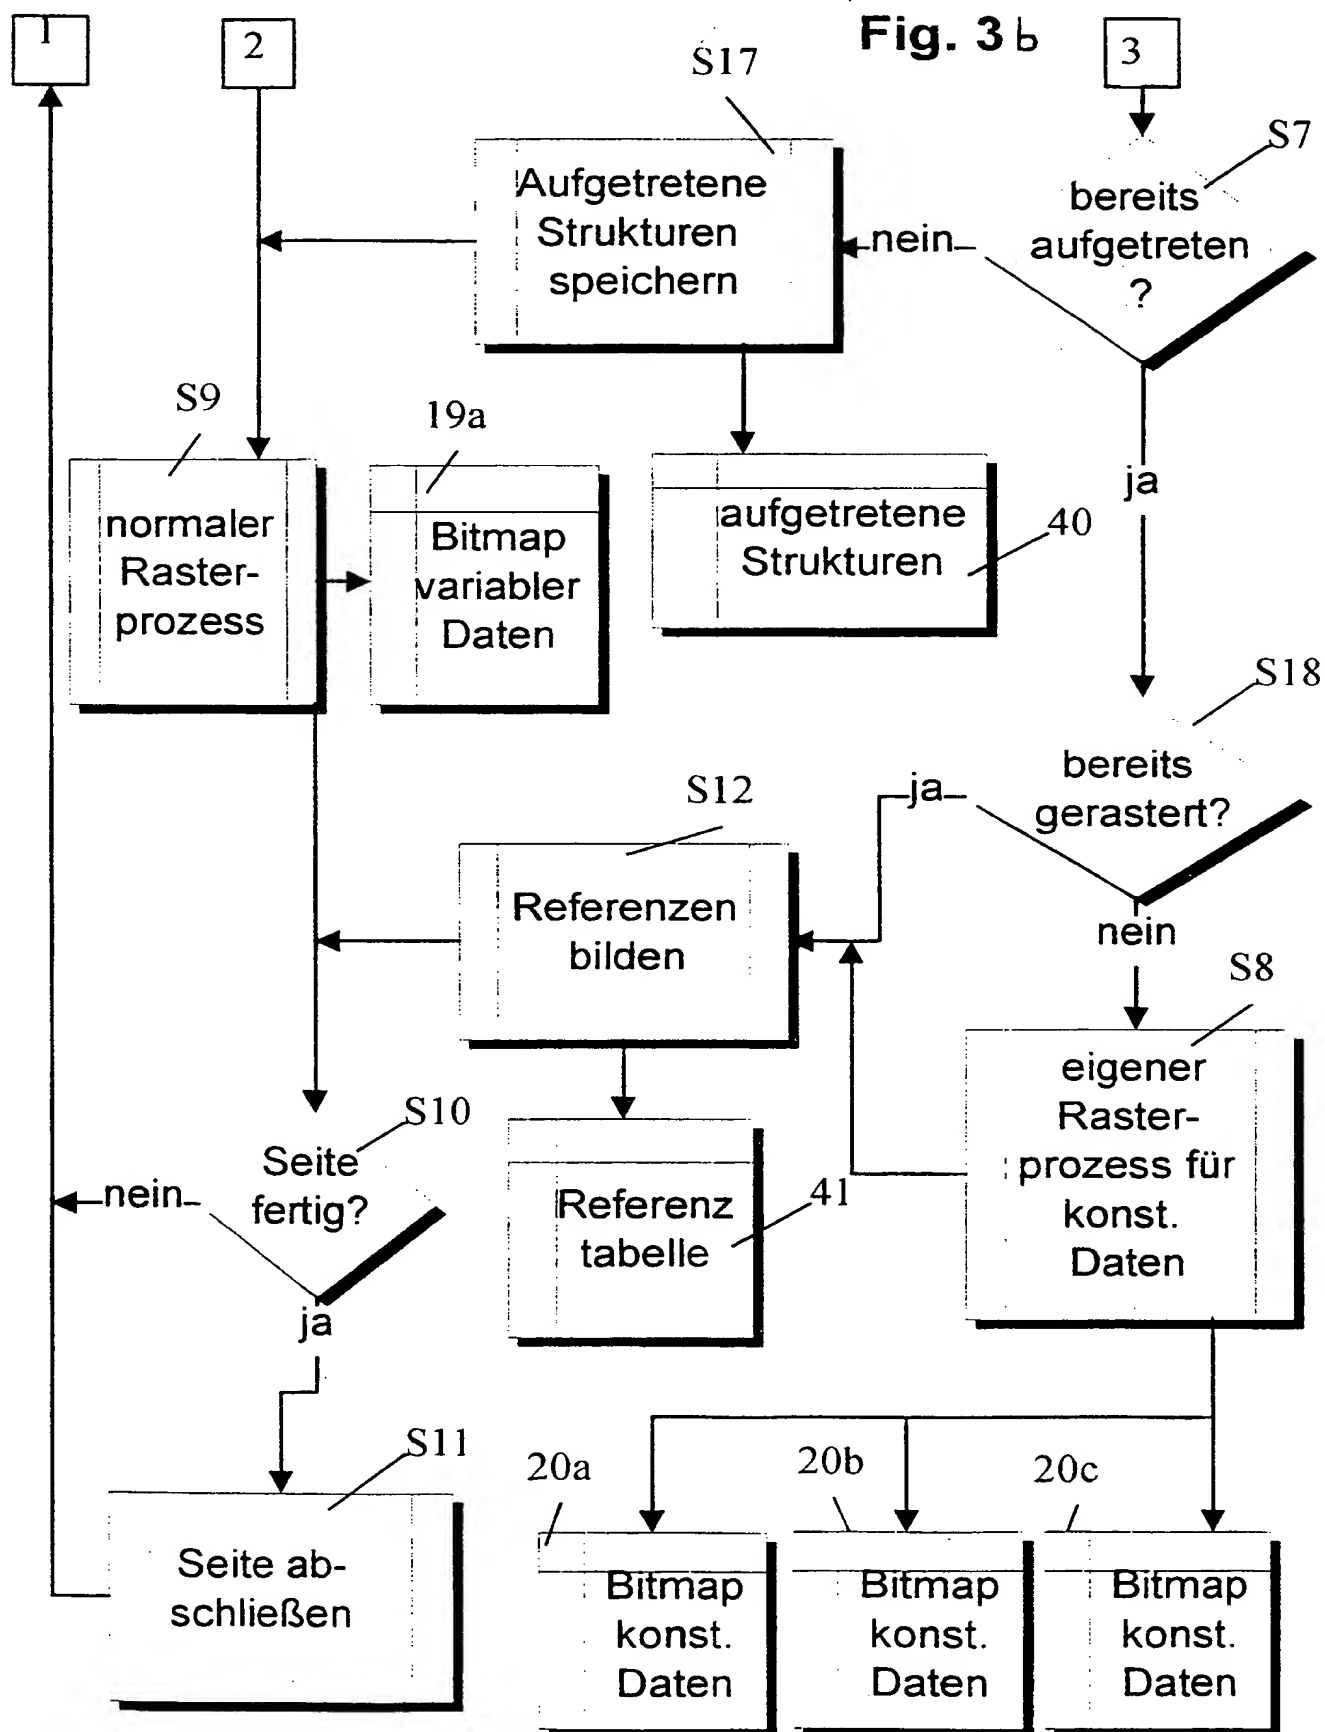 1
2
Fig. 3 b
3
S17
S7
Aufgetretene
Strukturen
speichern
nein
bereits
aufgetreten
?
S9
19a
normaler
Raster-
prozess
Bitmap
variabler
Daten
aufgetretene
Strukturen
40
ja
S18
bereits
gerastert?
ja
nein
S12
Referenzen
bilden
S8
eigener
Raster-
prozess für
konst.
Daten
S10
Seite
fertig?
nein
ja
Referenz
tabelle
41
S11
Seite ab-
schließen
20a
20b
20c
Bitmap
konst.
Daten
Bitmap
konst.
Daten
Bitmap
konst.
Daten